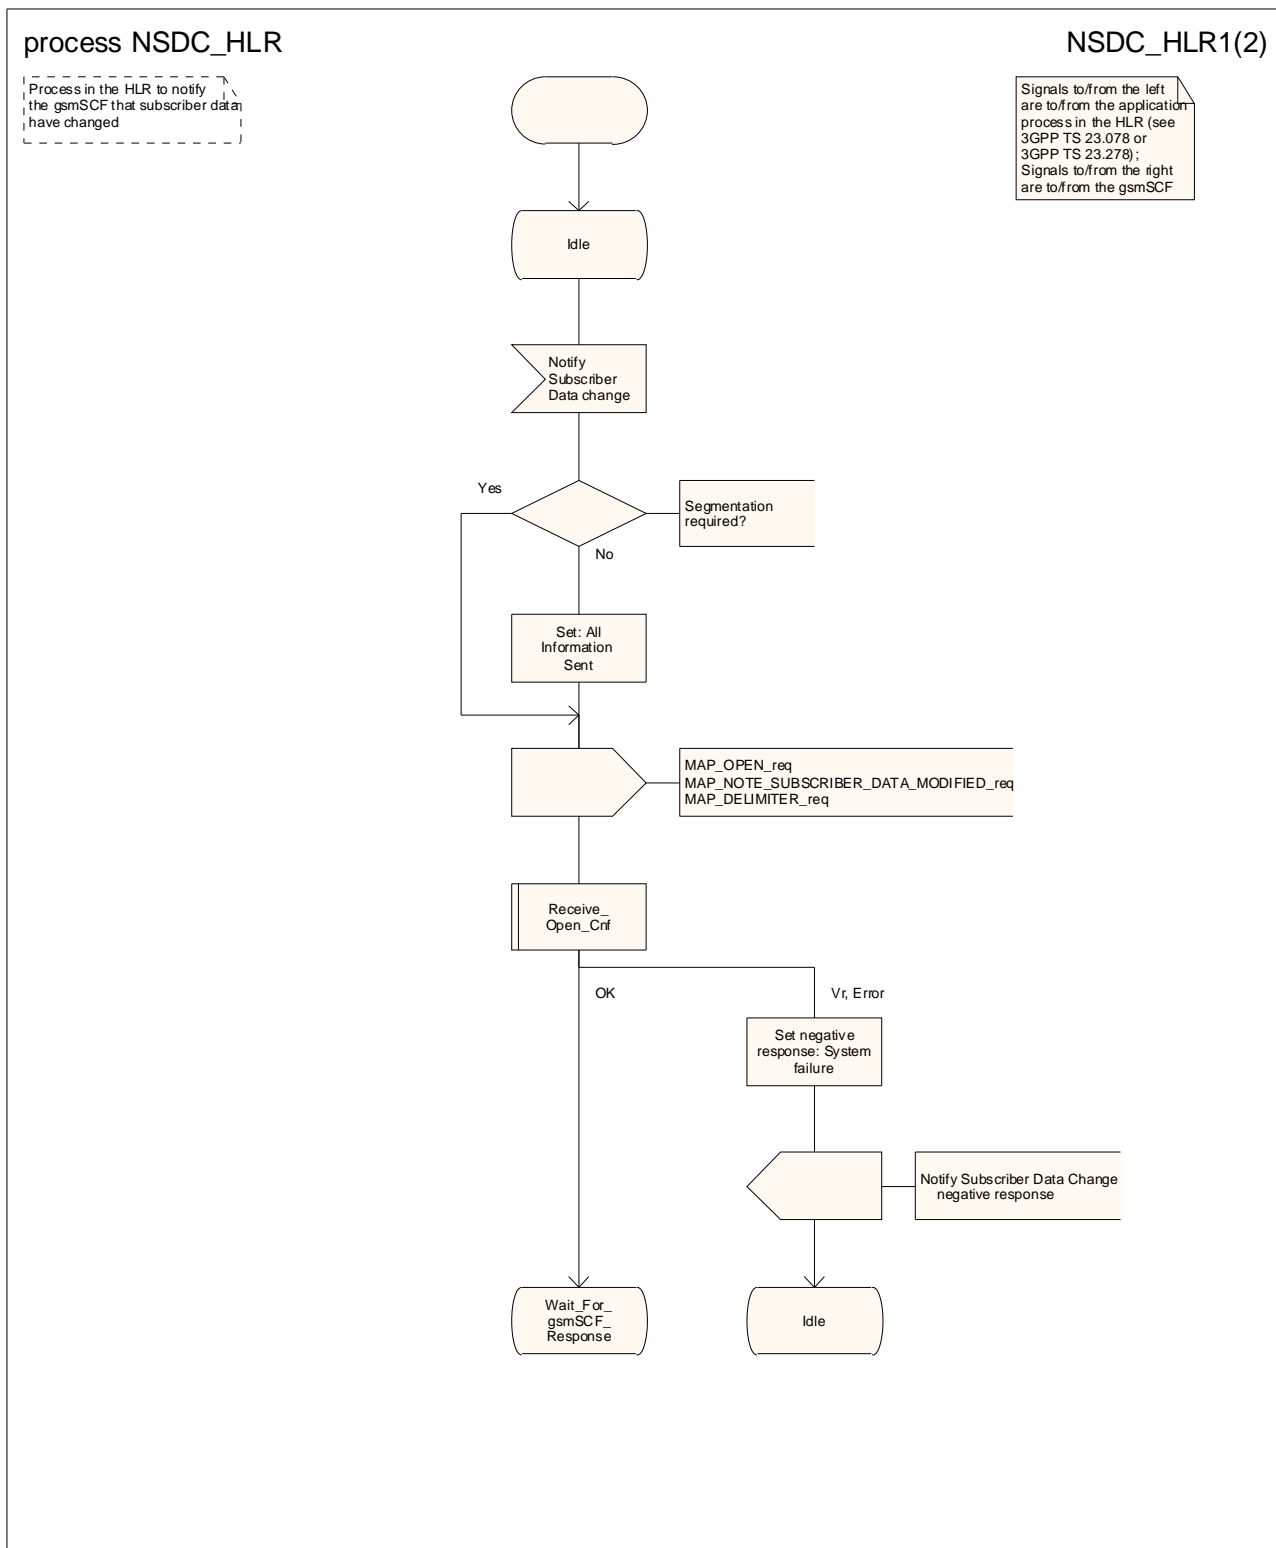 process NSDC_HLR
NSDC_HLR1(2)
Process in the HLR to notify
the gsmSCF that subscriber data
have changed
Signals to/from the left
are to/from the application
process in the HLR (see
3GPP TS 23.078 or
3GPP TS 23.278);
Signals to/from the right
are to/from the gsmSCF
Idle
Notify
Subscriber
Data change
Yes
Segmentation
required?
No
Set: All
Information
Sent
MAP_OPEN_req
MAP_NOTE_SUBSCRIBER_DATA_MODIFIED_req
MAP_DELIMITER_req
Receive_
Open_Cnf
OK
Vr, Error
Set negative
response: System
failure
Notify Subscriber Data Change
negative response
Wait_For_
gsmSCF_
Response
Idle